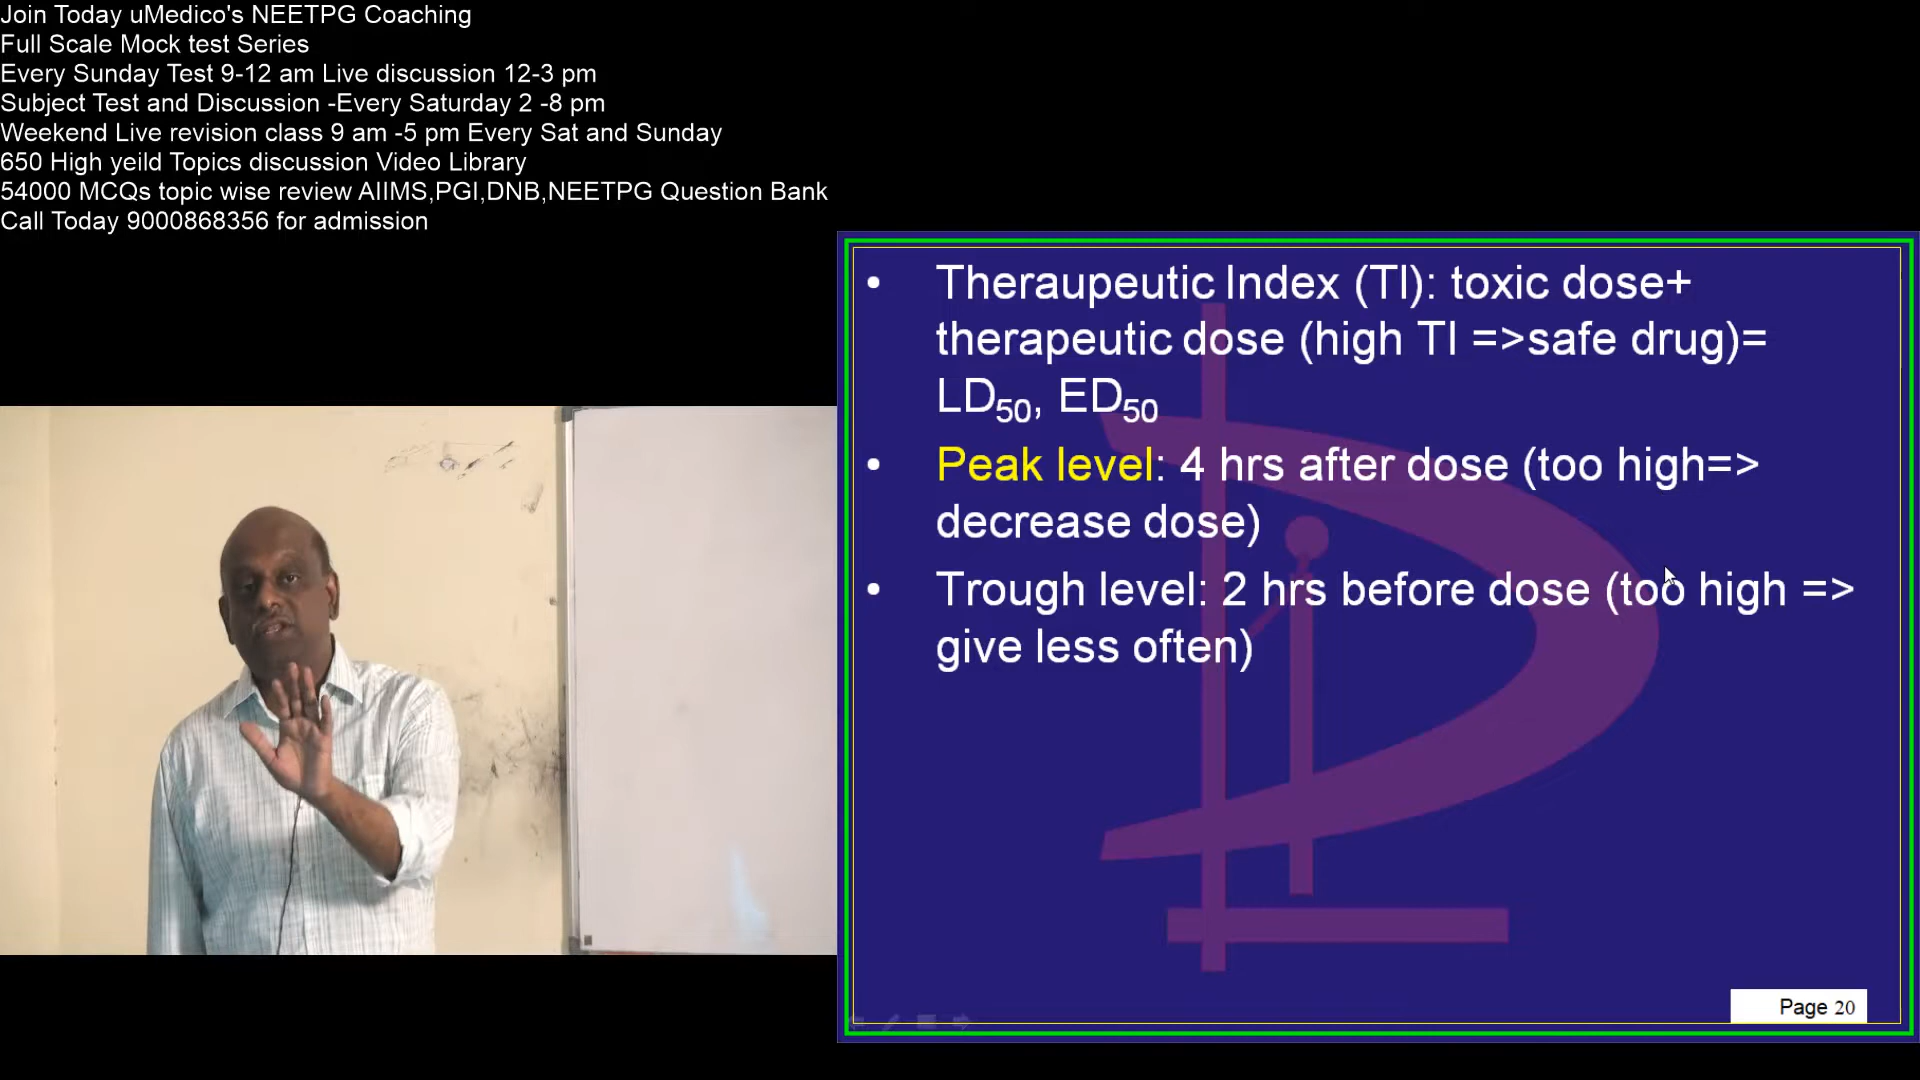 Join Today uMedico's NEETPG Coaching
Full Scale Mock test Series
Every Sunday Test 9-12 am Live discussion 12-3 pm
Subject Test and Discussion -Every Saturday 2 -8 pm
Weekend Live revision class 9 am -5 pm Every Sat and Sunday
650 High yeild Topics discussion Video Library
54000 MCQs topic wise review AIIMS,PGI,DNB,NEETPG Question Bank
Call Today 9000868356 for admission
• Theraupeutic Index (TI): toxic dose+
therapeutic dose (high TI =>safe drug)=
LD50, ED50
• Peak level: 4 hrs after dose (too high=>
decrease dose)
• Trough level: 2 hrs before dose (too high =>
give less often)
Page 20